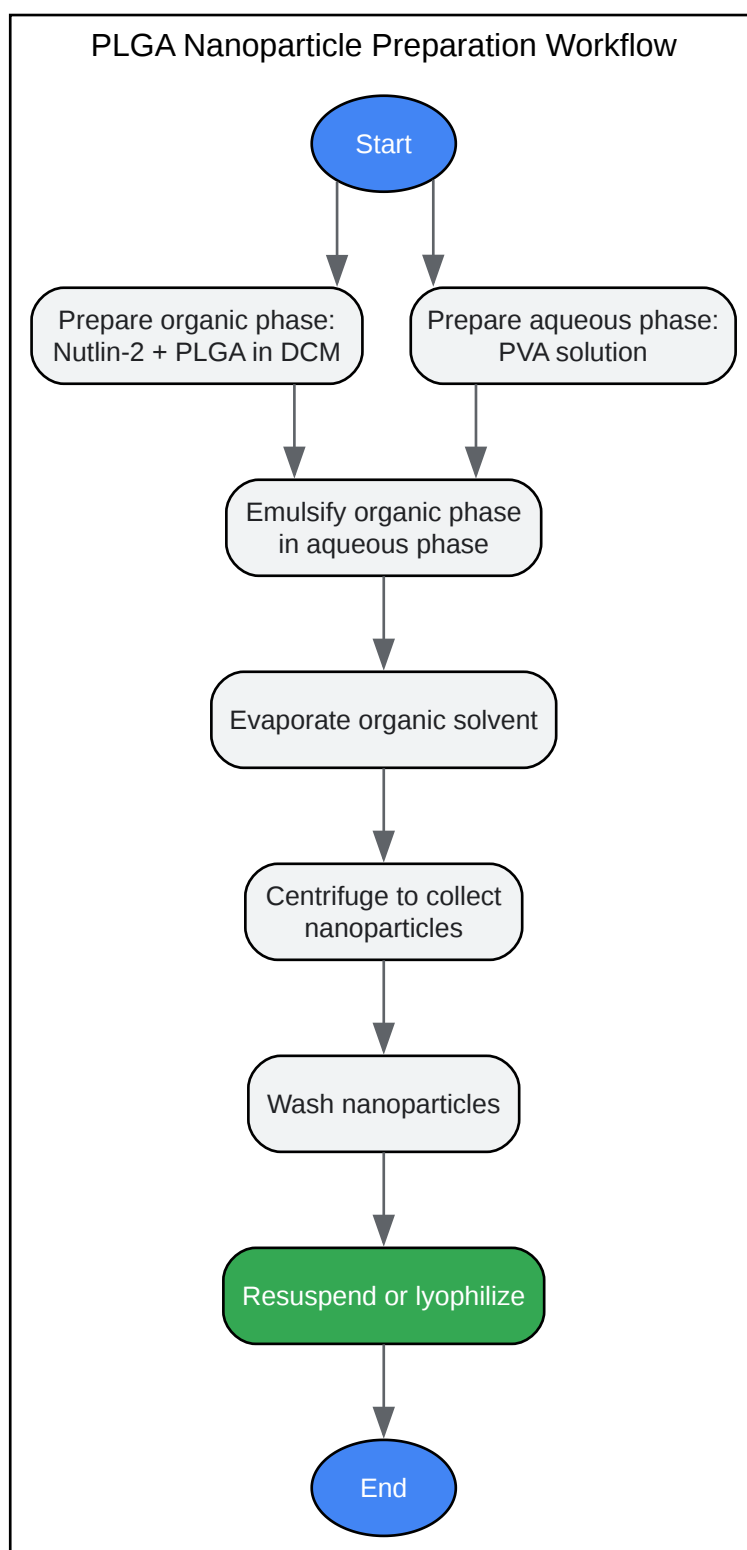 PLGA Nanoparticle Preparation Workflow
Start
Prepare organic phase:
Nutlin-2 + PLGA in DCM
Prepare aqueous phase:
PVA solution
Emulsify organic phase
in aqueous phase
Evaporate organic solvent
Centrifuge to collect
nanoparticles
Wash nanoparticles
Resuspend or lyophilize
End